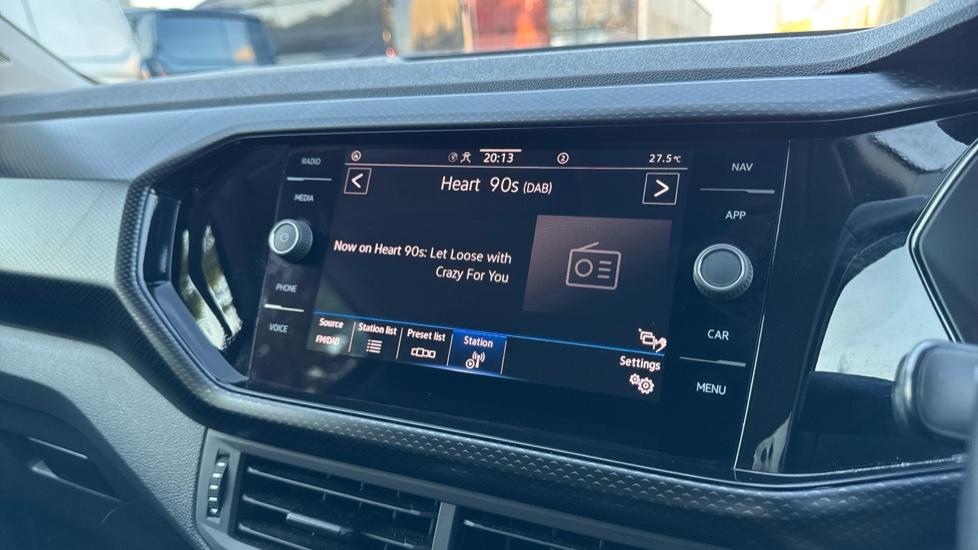 RADIO
MEDIA
PHONE
VOICE
20:13
2
27.5°C
< Heart 90s (DAB) >
Now on Heart 90s: Let Loose with
Crazy For You
Source
FM/DAB
Station list
Preset list
Station
Settings
NAV
APP
CAR
MENU